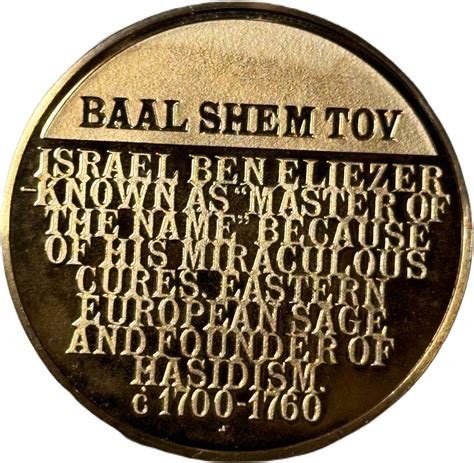 BAAL SHEM TOV
ISRAEL BEN ELIEZER
-KNOWN AS "MASTER OF
THE NAME" BECAUSE
OF HIS MIRACULOUS
CURES. EASTERN
EUROPEAN SAGE
AND FOUNDER OF
HASIDISM.
c 1700-1760